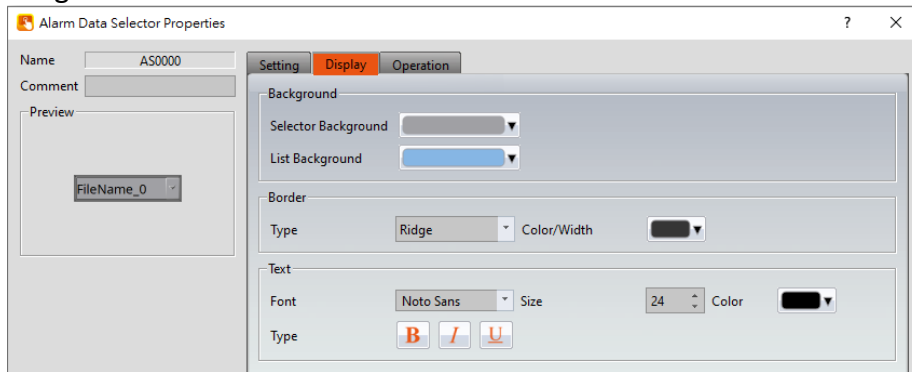 Alarm Data Selector Properties ? X
Name AS0000
Comment
Preview
FileName_0
Setting Display Operation
Background
Selector Background
List Background
Border
Type Ridge Color/Width
Text
Font Noto Sans Size 24 Color
Type B I U